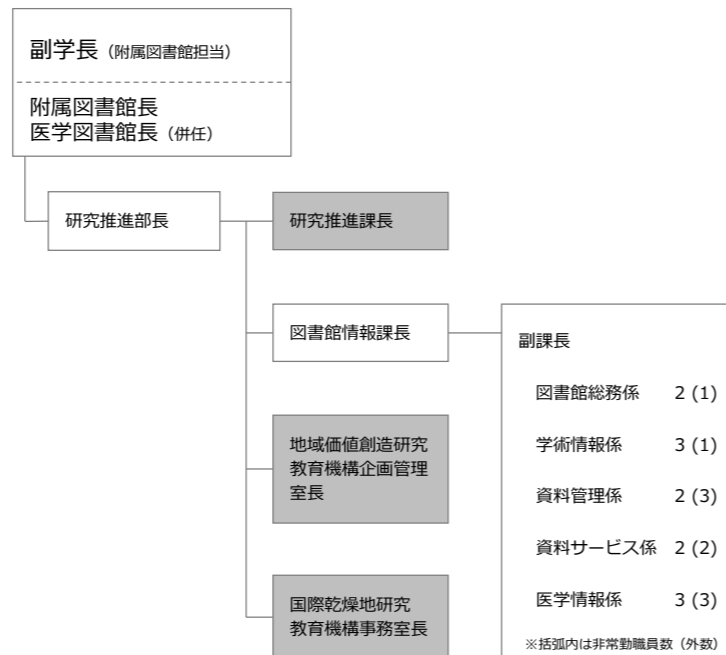 副学長（附属図書館担当）
附属図書館長
医学図書館長（併任）
研究推進部長
研究推進課長
図書館情報課長
地域価値創造研究
教育機構企画管理
室長
国際乾燥地研究
教育機構事務室長
副課長
図書館総務係 2 (1)
学術情報係 3 (1)
資料管理係 2 (3)
資料サービス係 2 (2)
医学情報係 3 (3)
※括弧内は非常勤職員数（外数）